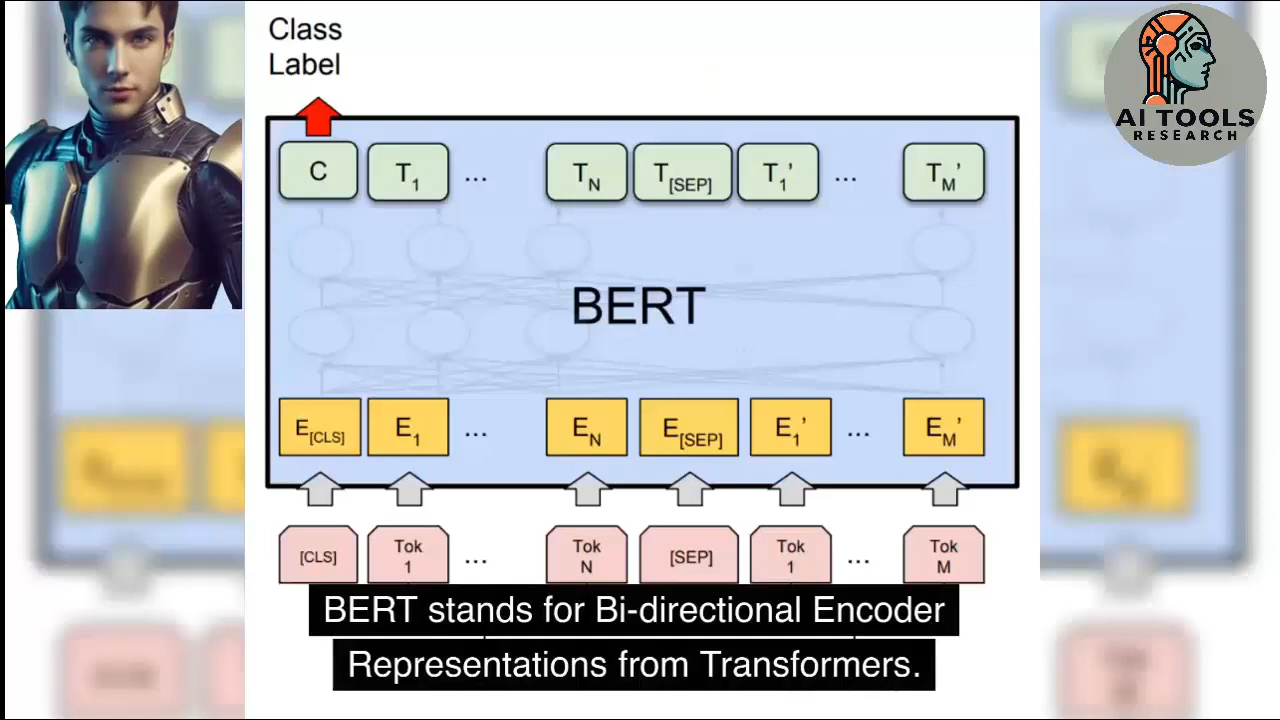 Class
Label
AI TOOLS
RESEARCH
C T1 ... TN T[SEP] T1' ... TM'
BERT
E[CLS] E1 ... EN E[SEP] E1' ... EM'
[CLS] Tok 1 ... Tok N [SEP] Tok 1 ... Tok M
BERT stands for Bi-directional Encoder
Representations from Transformers.